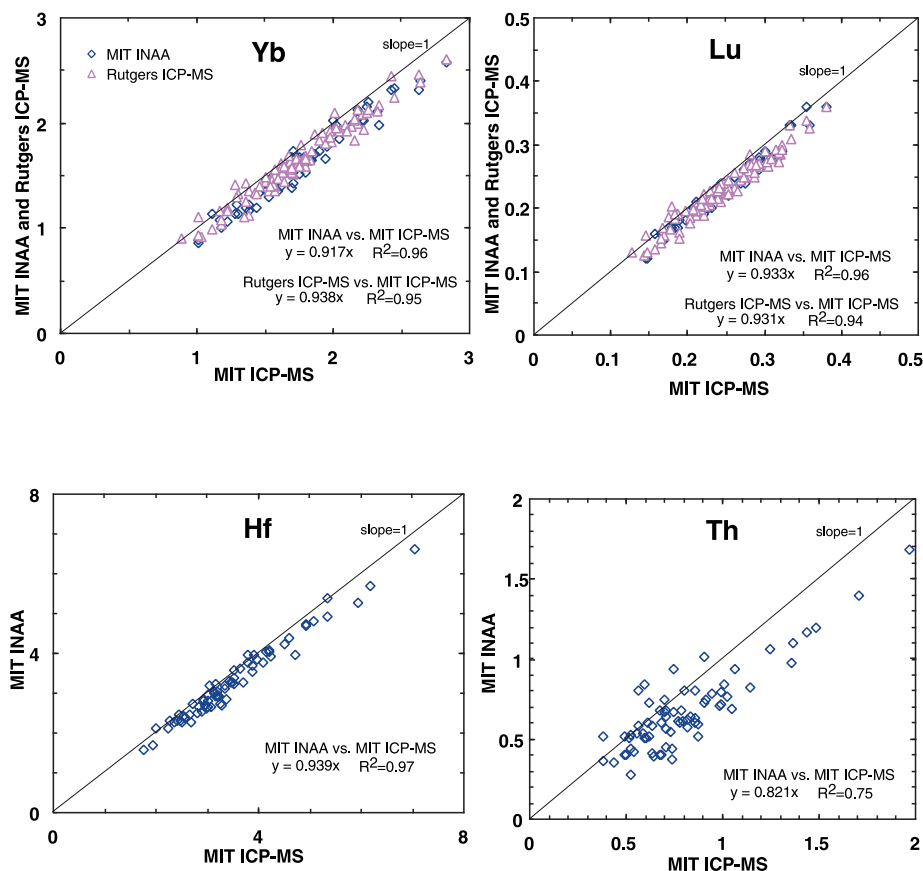 Yb
slope=1
MIT INAA
Rutgers ICP-MS
MIT INAA and Rutgers ICP-MS
3
2
1
0
MIT INAA vs. MIT ICP-MS
y = 0.917x R2=0.96
Rutgers ICP-MS vs. MIT ICP-MS
y = 0.938x R2=0.95
0 1 2 3
MIT ICP-MS
Lu
slope=1
MIT INAA and Rutgers ICP-MS
0.5
0.4
0.3
0.2
0.1
0
MIT INAA vs. MIT ICP-MS
y = 0.933x R2=0.96
Rutgers ICP-MS vs. MIT ICP-MS
y = 0.931x R2=0.94
0 0.1 0.2 0.3 0.4 0.5
MIT ICP-MS
Hf
slope=1
MIT INAA
8
4
0
MIT INAA vs. MIT ICP-MS
y = 0.939x R2=0.97
0 4 8
MIT ICP-MS
Th
slope=1
MIT INAA
2
1.5
1
0.5
0
MIT INAA vs. MIT ICP-MS
y = 0.821x R2=0.75
0 0.5 1 1.5 2
MIT ICP-MS